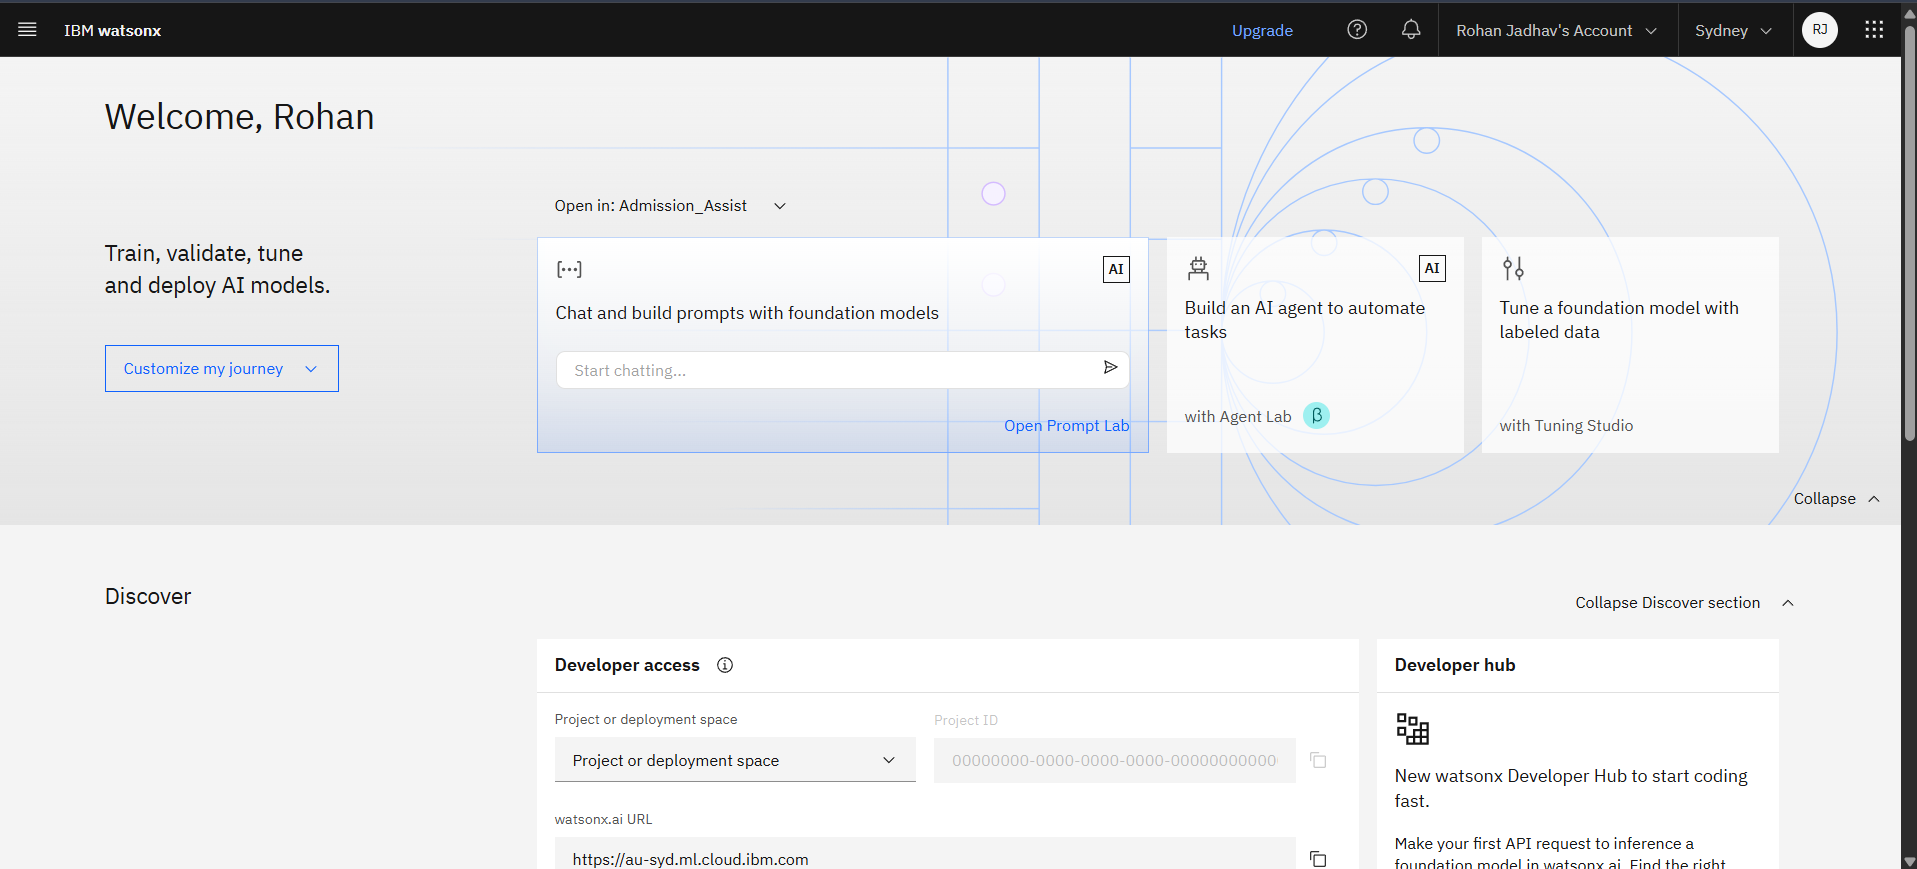 IBM watsonx
Upgrade
Rohan Jadhav's Account
Sydney
RJ
Welcome, Rohan
Open in: Admission_Assist
Train, validate, tune
and deploy AI models.
Customize my journey
AI
Chat and build prompts with foundation models
Start chatting...
Open Prompt Lab
AI
Build an AI agent to automate
tasks
with Agent Lab β
Tune a foundation model with
labeled data
with Tuning Studio
Collapse
Discover
Collapse Discover section
Developer access
Project or deployment space
Project or deployment space
Project ID
00000000-0000-0000-0000-00000000000
watsonx.ai URL
https://au-syd.ml.cloud.ibm.com
Developer hub
New watsonx Developer Hub to start coding
fast.
Make your first API request to inference a
foundation model in watsonx.ai. Find the right